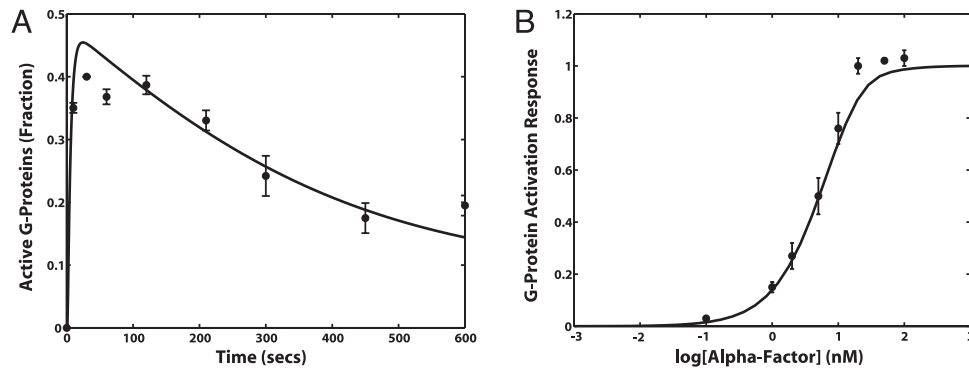 A
Active G-Proteins (Fraction)
0.5
0.4
0.3
0.2
0.1
0
0 100 200 300 400 500 600
Time (secs)
B
G-Protein Activation Response
1.2
1
0.8
0.6
0.4
0.2
0
-3 -2 -1 0 1 2 3
log[Alpha-Factor] (nM)